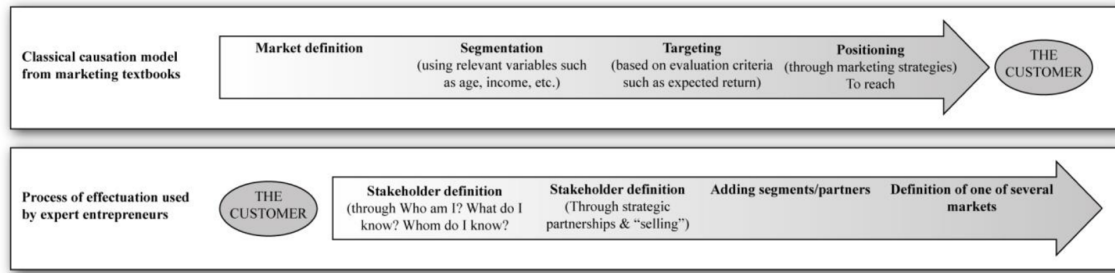 Classical causation model
from marketing textbooks
Market definition
Segmentation
(using relevant variables such
as age, income, etc.)
Targeting
(based on evaluation criteria
such as expected return)
Positioning
(through marketing strategies)
To reach
THE
CUSTOMER
Process of effectuation used
by expert entrepreneurs
THE
CUSTOMER
Stakeholder definition
(through Who am I? What do I
know? Whom do I know?
Stakeholder definition
(Through strategic
partnerships & “selling”)
Adding segments/partners
Definition of one of several
markets